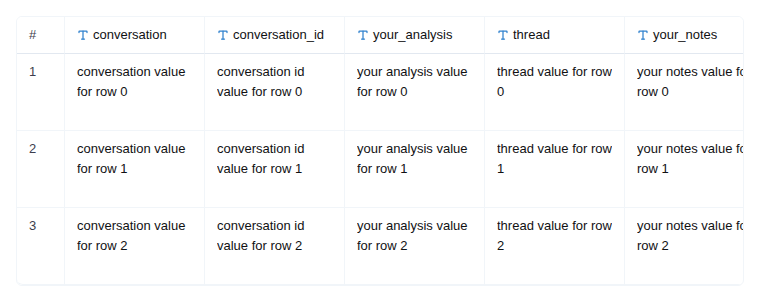 # conversation conversation_id your_analysis thread your_notes
1 conversation value conversation id your analysis value thread value for row your notes value
for row 0 value for row 0 for row 0 0 row 0
2 conversation value conversation id your analysis value thread value for row your notes value
for row 1 value for row 1 for row 1 1 row 1
3 conversation value conversation id your analysis value thread value for row your notes value
for row 2 value for row 2 for row 2 2 row 2